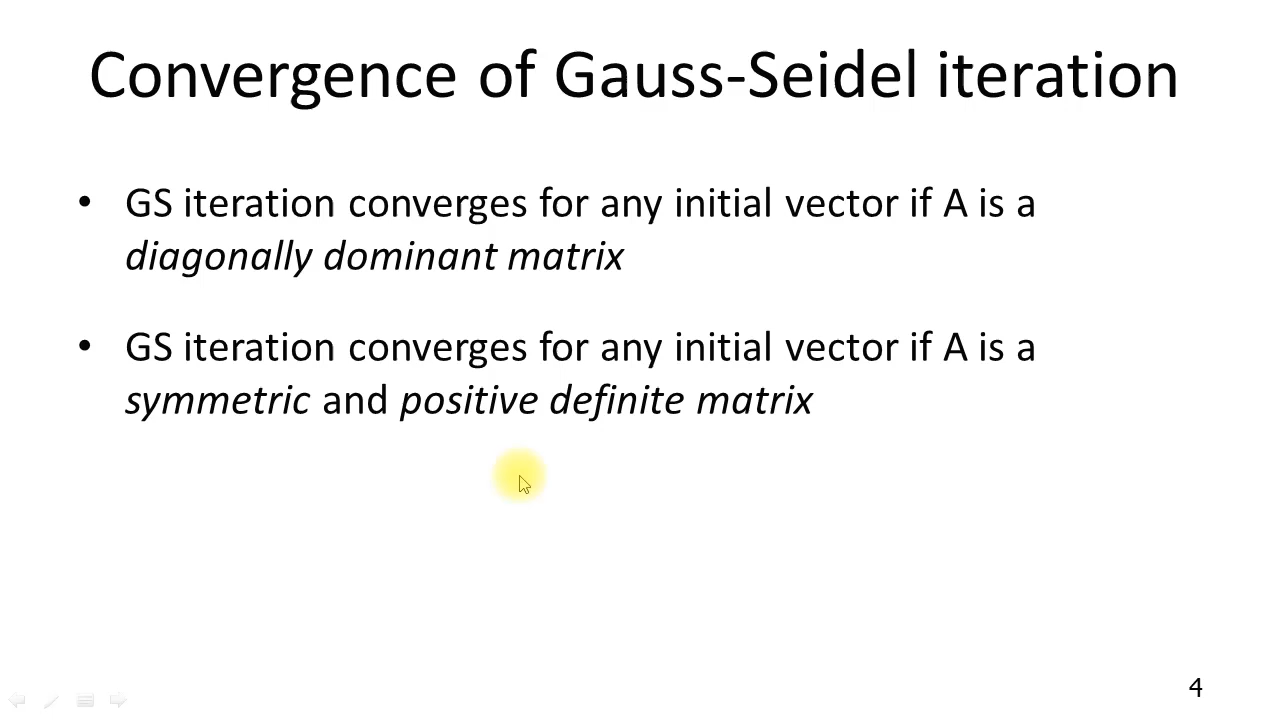 Convergence of Gauss-Seidel iteration
• GS iteration converges for any initial vector if A is a
diagonally dominant matrix
• GS iteration converges for any initial vector if A is a
symmetric and positive definite matrix
4